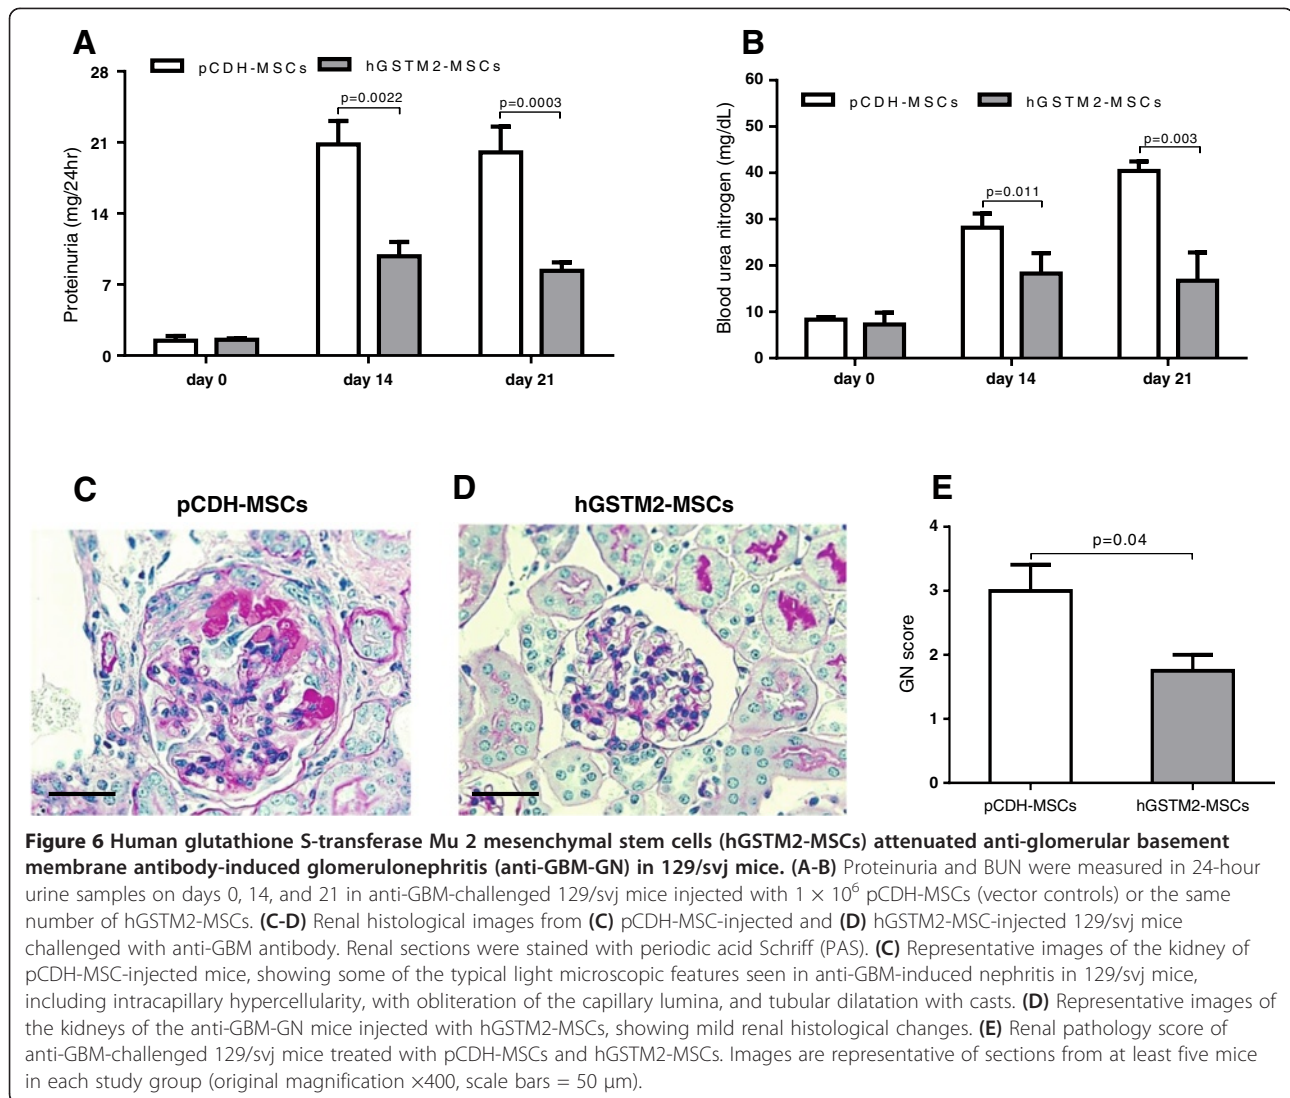 A
pCDH-MSCs hGSTM2-MSCs
28
21
14
7
0
Proteinuria (mg/24hr)
p=0.0022
p=0.0003
day 0 day 14 day 21
B
60
50
40
30
20
10
0
Blood urea nitrogen (mg/dL)
pCDH-MSCs hGSTM2-MSCs
p=0.003
p=0.011
day 0 day 14 day 21
C
pCDH-MSCs
D
hGSTM2-MSCs
E
4
3
2
1
0
GN score
p=0.04
pCDH-MSCs hGSTM2-MSCs
Figure 6 Human glutathione S-transferase Mu 2 mesenchymal stem cells (hGSTM2-MSCs) attenuated anti-glomerular basement
membrane antibody-induced glomerulonephritis (anti-GBM-GN) in 129/svj mice. (A-B) Proteinuria and BUN were measured in 24-hour
urine samples on days 0, 14, and 21 in anti-GBM-challenged 129/svj mice injected with 1 × 10⁶ pCDH-MSCs (vector controls) or the same
number of hGSTM2-MSCs. (C-D) Renal histological images from (C) pCDH-MSC-injected and (D) hGSTM2-MSC-injected 129/svj mice
challenged with anti-GBM antibody. Renal sections were stained with periodic acid Schriff (PAS). (C) Representative images of the kidney of
pCDH-MSC-injected mice, showing some of the typical light microscopic features seen in anti-GBM-induced nephritis in 129/svj mice,
including intracapillary hypercellularity, with obliteration of the capillary lumina, and tubular dilatation with casts. (D) Representative images of
the kidneys of the anti-GBM-GN mice injected with hGSTM2-MSCs, showing mild renal histological changes. (E) Renal pathology score of
anti-GBM-challenged 129/svj mice treated with pCDH-MSCs and hGSTM2-MSCs. Images are representative of sections from at least five mice
in each study group (original magnification ×400, scale bars = 50 μm).